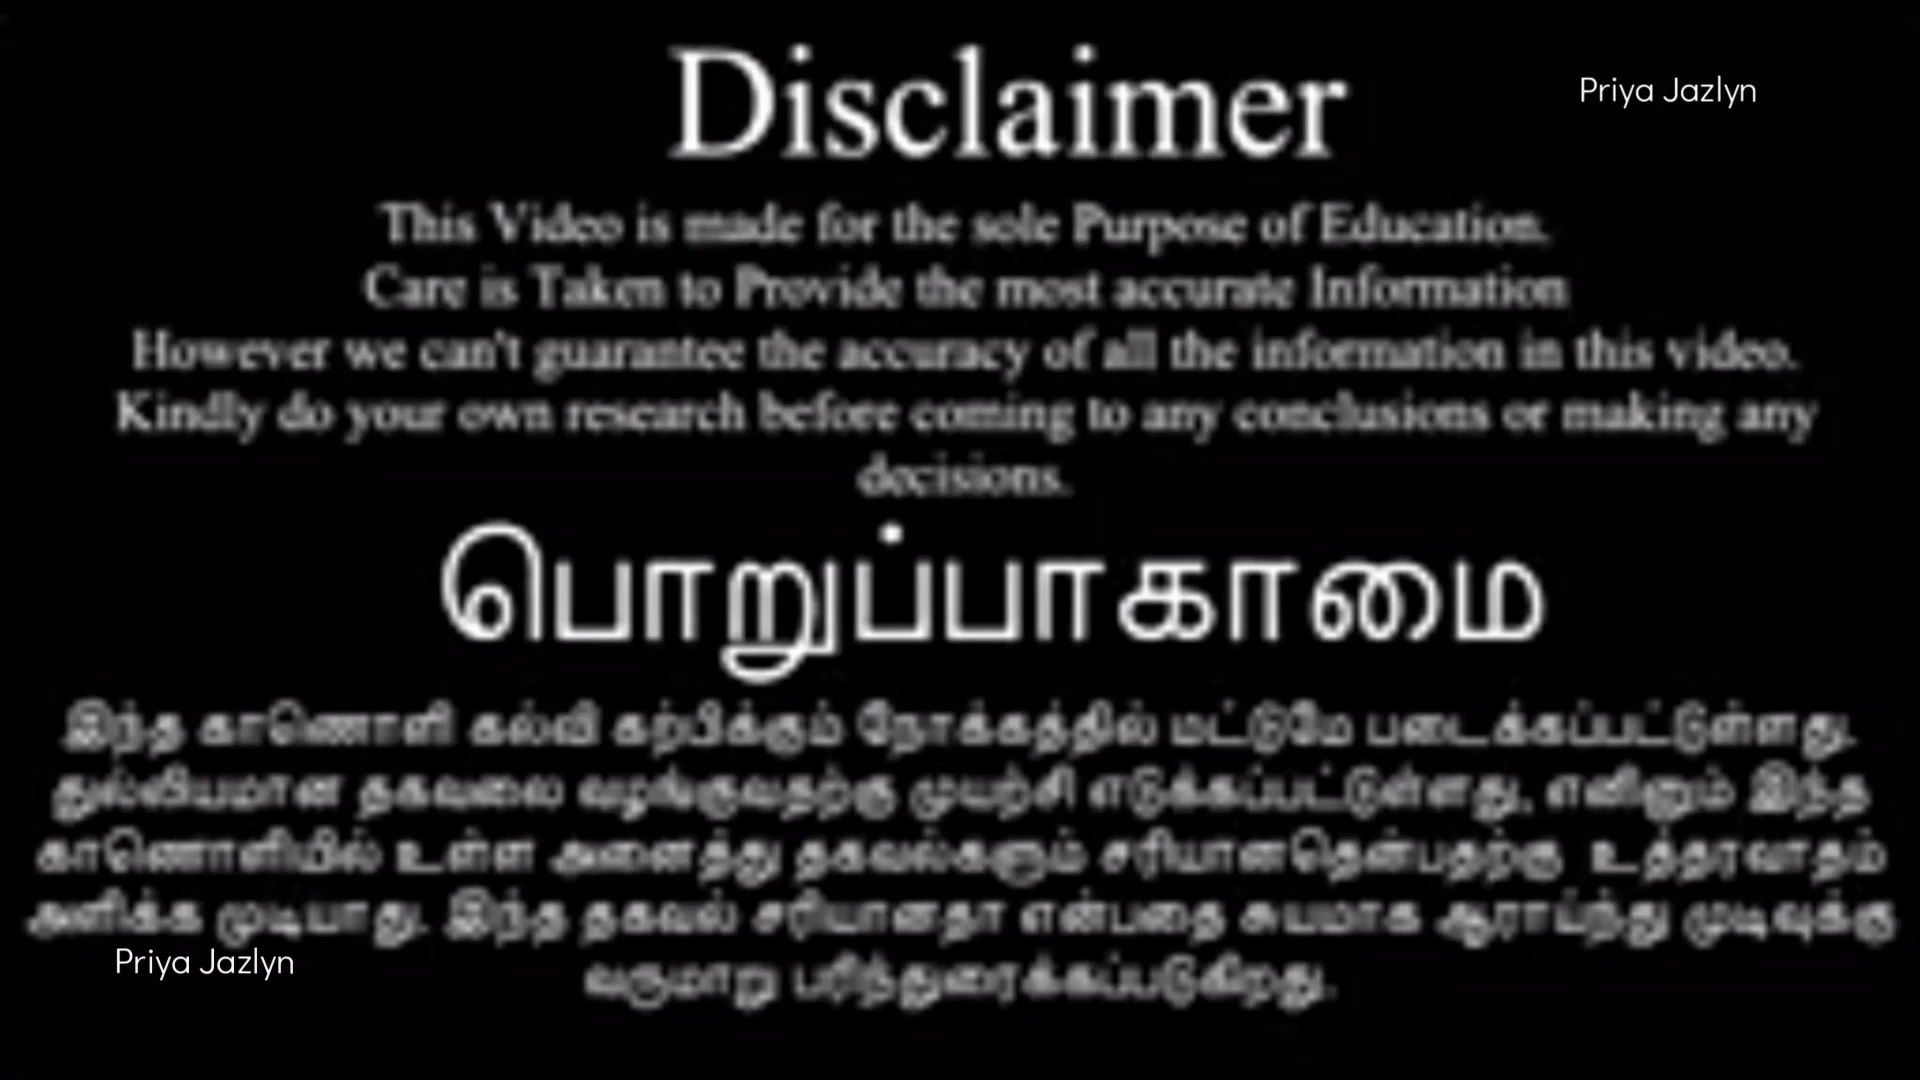 Disclaimer
Priya Jazlyn
This Video is made for the sole Purpose of Education.
Care is Taken to Provide the most accurate Information
However we can't guarantee the accuracy of all the information in this video.
Kindly do your own research before coming to any conclusions or making any
decisions.
பொறுப்பாகாமை
இந்த காணொளி கல்வி கற்பிக்கும் நோக்கத்தில் மட்டுமே படைக்கப்பட்டுள்ளது.
துல்லியமான தகவலை வழங்குவதற்கு முயற்சி எடுக்கப்பட்டுள்ளது, எனினும் இந்த
காணொளியில் உள்ள அனைத்து தகவல்களும் சரியானதென்பதற்கு உத்தரவாதம்
அளிக்க முடியாது. இந்த தகவல் சரியானதா என்பதை சுயமாக ஆராய்ந்து முடிவுக்கு
Priya Jazlyn
வருமாறு பரிந்துரைக்கப்படுகிறது.